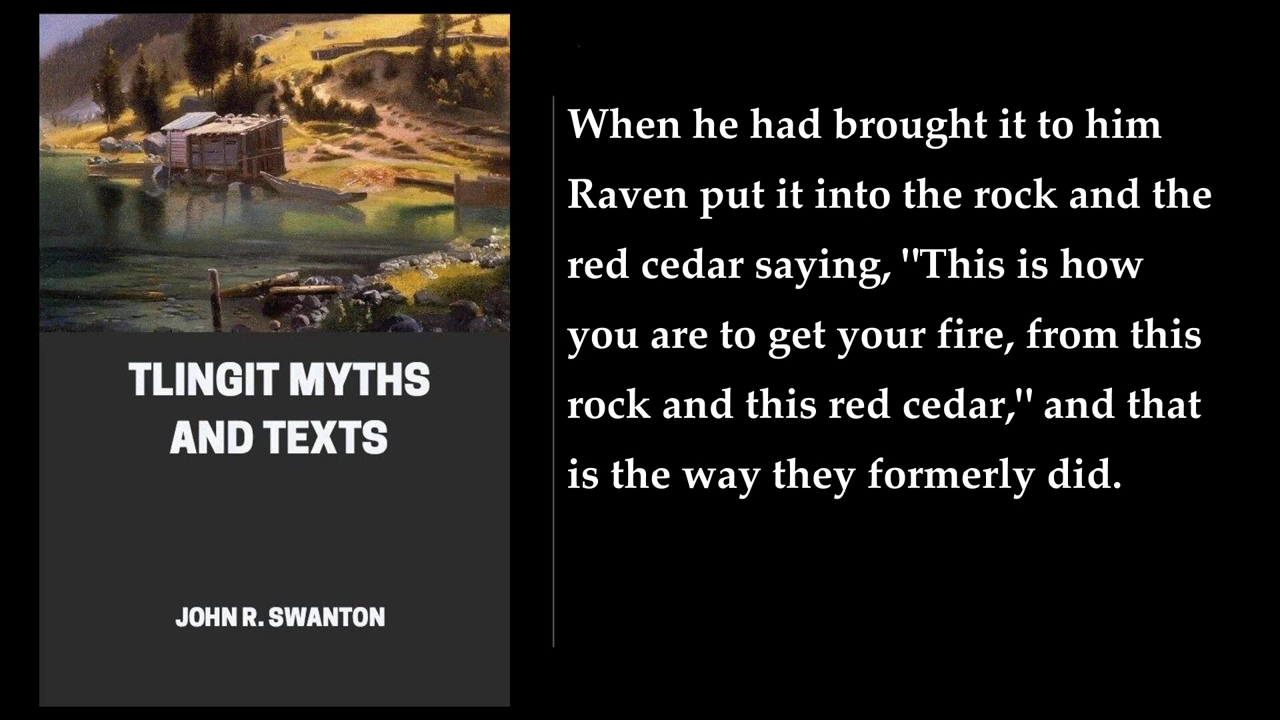 TLINGIT MYTHS
AND TEXTS
JOHN R. SWANTON
When he had brought it to him
Raven put it into the rock and the
red cedar saying, "This is how
you are to get your fire, from this
rock and this red cedar," and that
is the way they formerly did.